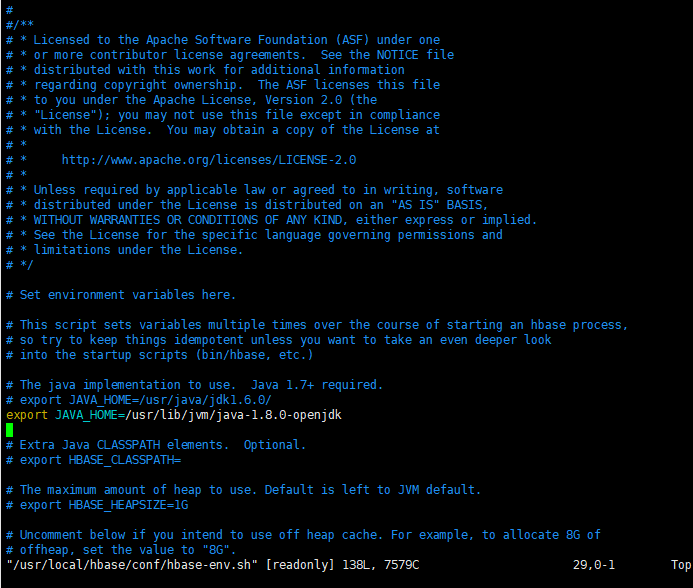 #
#/**
# * Licensed to the Apache Software Foundation (ASF) under one
# * or more contributor license agreements.  See the NOTICE file
# * distributed with this work for additional information
# * regarding copyright ownership.  The ASF licenses this file
# * to you under the Apache License, Version 2.0 (the
# * "License"); you may not use this file except in compliance
# * with the License.  You may obtain a copy of the License at
# *
# *     http://www.apache.org/licenses/LICENSE-2.0
# *
# * Unless required by applicable law or agreed to in writing, software
# * distributed under the License is distributed on an "AS IS" BASIS,
# * WITHOUT WARRANTIES OR CONDITIONS OF ANY KIND, either express or implied.
# * See the License for the specific language governing permissions and
# * limitations under the License.
# */

# Set environment variables here.

# This script sets variables multiple times over the course of starting an hbase process,
# so try to keep things idempotent unless you want to take an even deeper look
# into the startup scripts (bin/hbase, etc.)

# The java implementation to use.  Java 1.7+ required.
# export JAVA_HOME=/usr/java/jdk1.6.0/
export JAVA_HOME=/usr/lib/jvm/java-1.8.0-openjdk

# Extra Java CLASSPATH elements.  Optional.
# export HBASE_CLASSPATH=

# The maximum amount of heap to use. Default is left to JVM default.
# export HBASE_HEAPSIZE=1G

# Uncomment below if you intend to use off heap cache. For example, to allocate 8G of
# offheap, set the value to "8G".
"/usr/local/hbase/conf/hbase-env.sh" [readonly] 138L, 7579C 29,0-1 Top